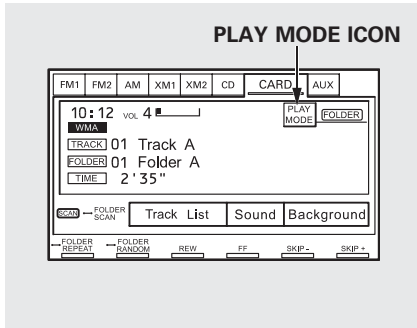 PLAY MODE ICON
FM1 FM2 AM XM1 XM2 CD CARD AUX
10:12 VOL 4 PLAY MODE FOLDER
WMA
TRACK 01 Track A
FOLDER 01 Folder A
TIME 2'35"
SCAN FOLDER SCAN Track List Sound Background
FOLDER REPEAT FOLDER RANDOM REW FF SKIP- SKIP+